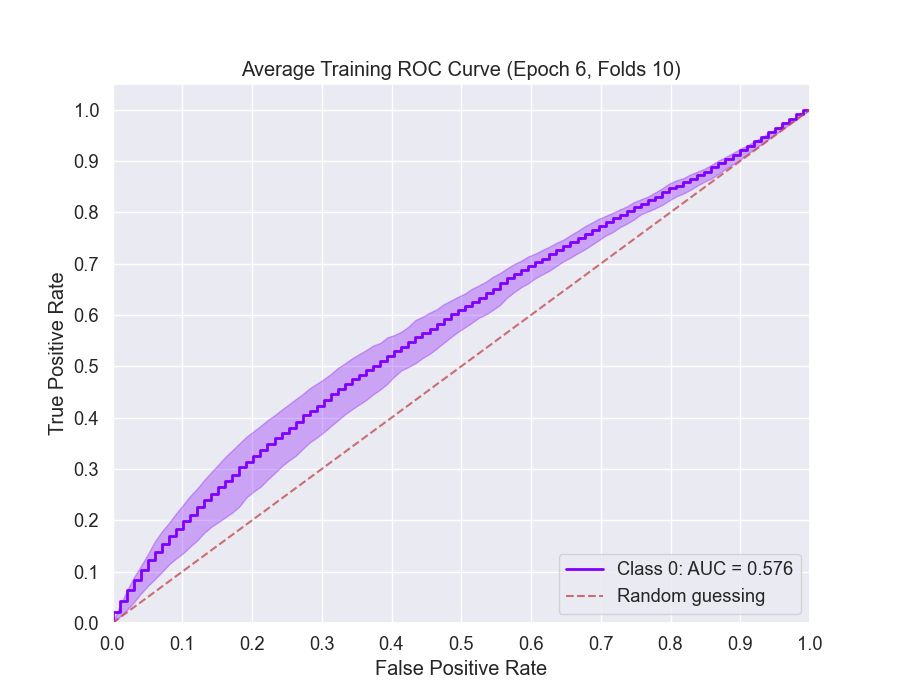 Average Training ROC Curve (Epoch 6, Folds 10)
True Positive Rate
1.0
0.9
0.8
0.7
0.6
0.5
0.4
0.3
0.2
0.1
0.0
Class 0: AUC = 0.576
Random guessing
0.0 0.1 0.2 0.3 0.4 0.5 0.6 0.7 0.8 0.9 1.0
False Positive Rate